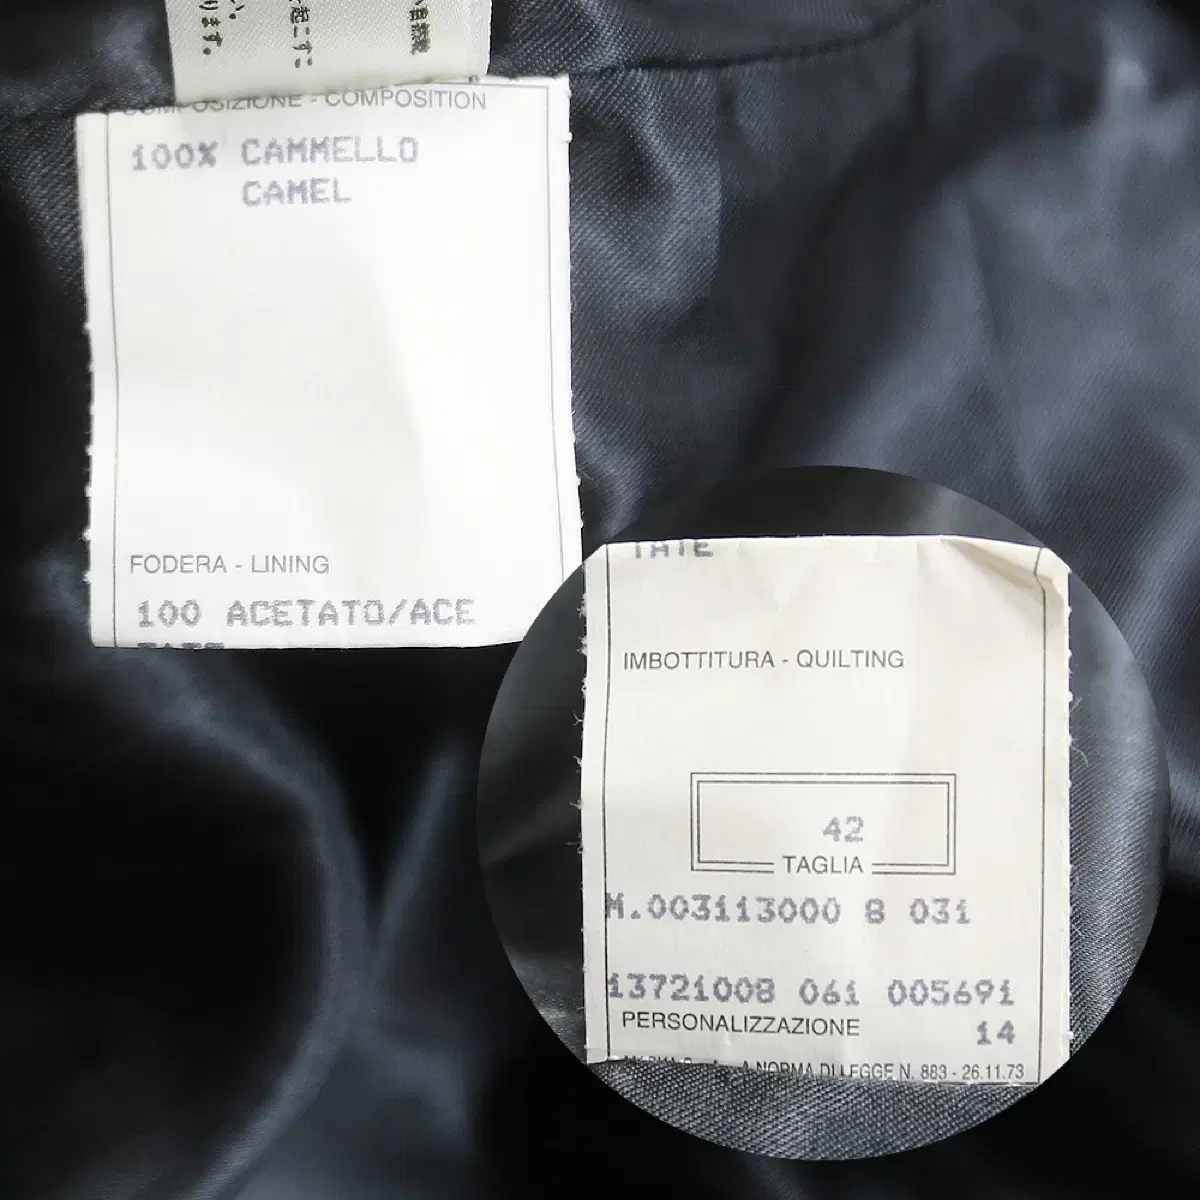 COMPOSIZIONE - COMPOSITION
100% CAMMELLO
CAMEL
FODERA - LINING
100 ACETATO/ACE
TATE
IMBOTTITURA - QUILTING
42
TAGLIA
M.003113000 8 031
13721008 061 005691
PERSONALIZZAZIONE 14
A NORMA DI LEGGE N. 883 - 26.11.73